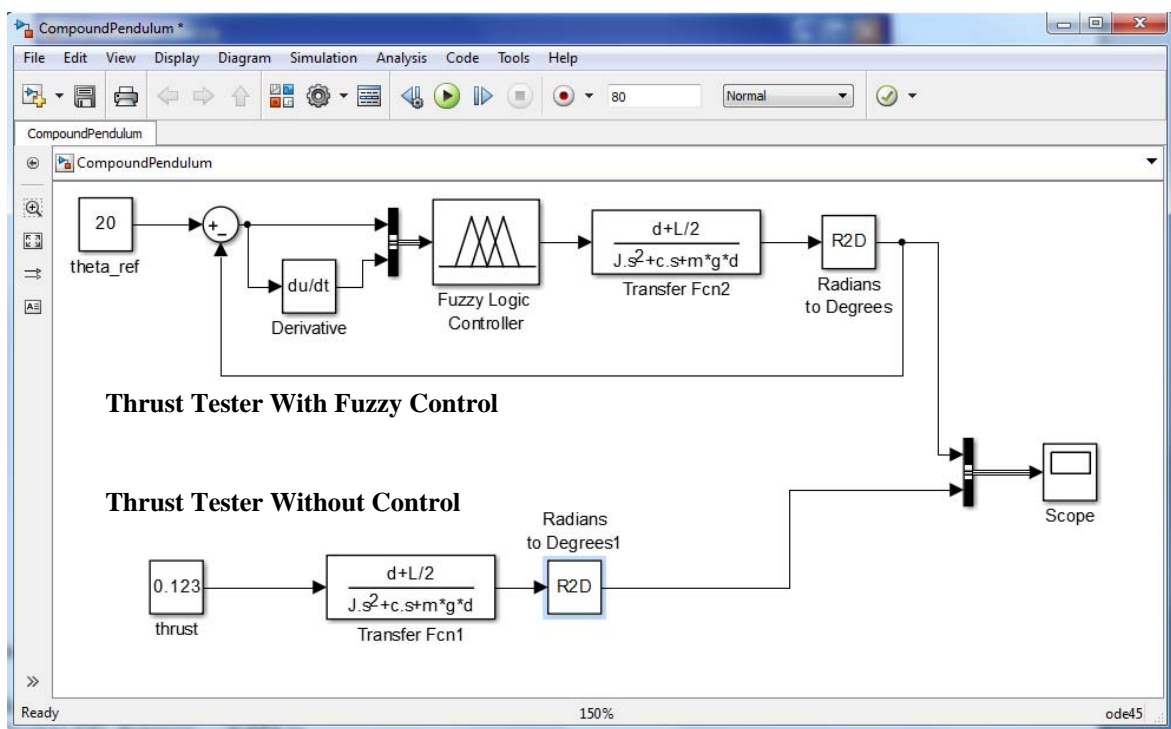 CompoundPendulum *
File Edit View Display Diagram Simulation Analysis Code Tools Help
80 Normal
CompoundPendulum
CompoundPendulum
20
theta_ref
+
-
du/dt
Derivative
Fuzzy Logic
Controller
d+L/2
J.s2+c.s+m*g*d
Transfer Fcn2
R2D
Radians
to Degrees
Thrust Tester With Fuzzy Control
Thrust Tester Without Control
0.123
thrust
d+L/2
J.s2+c.s+m*g*d
Transfer Fcn1
Radians
to Degrees1
R2D
Scope
Ready 150% ode45